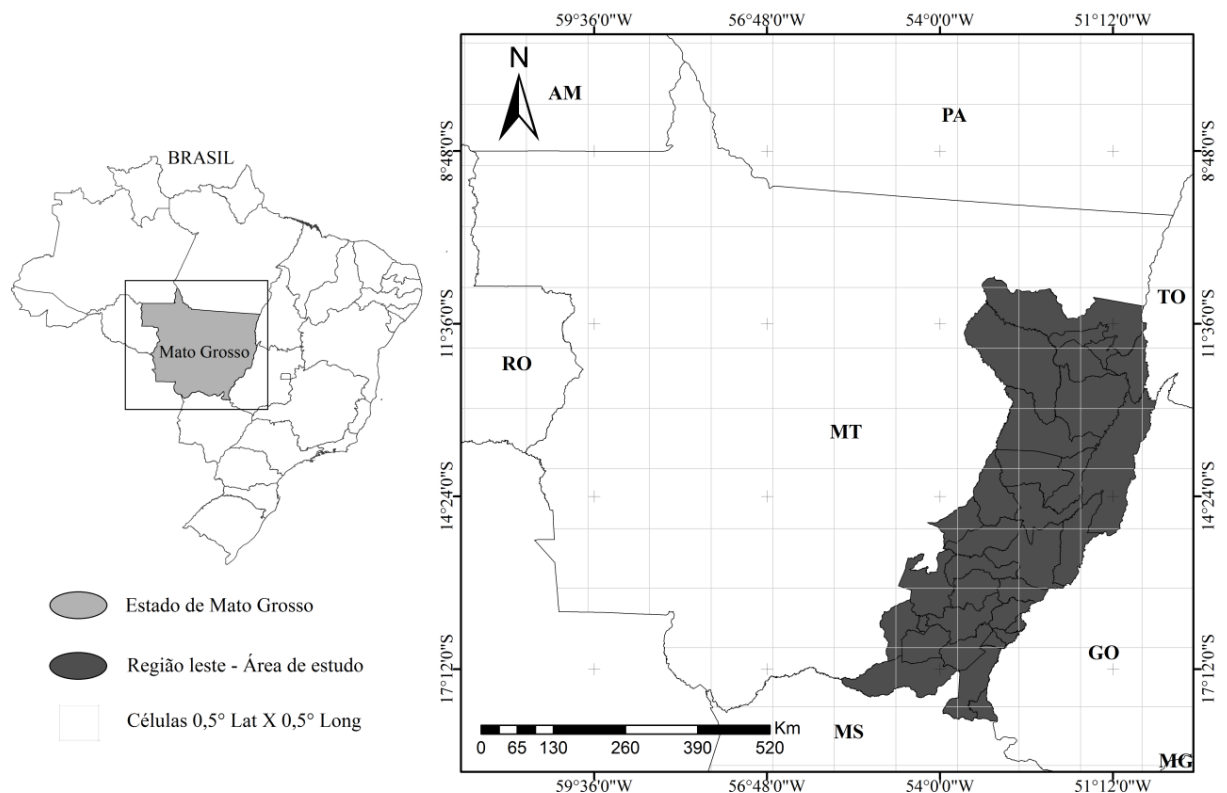 BRASIL
Mato Grosso
Estado de Mato Grosso
Região leste - Área de estudo
Células 0,5° Lat X 0,5° Long
59°36'0"W 56°48'0"W 54°0'0"W 51°12'0"W
N
AM
PA
8°48'0"S 8°48'0"S
TO
11°36'0"S 11°36'0"S
RO
MT
14°24'0"S 14°24'0"S
GO
17°12'0"S 17°12'0"S
Km
0 65 130 260 390 520
MS
MG
59°36'0"W 56°48'0"W 54°0'0"W 51°12'0"W